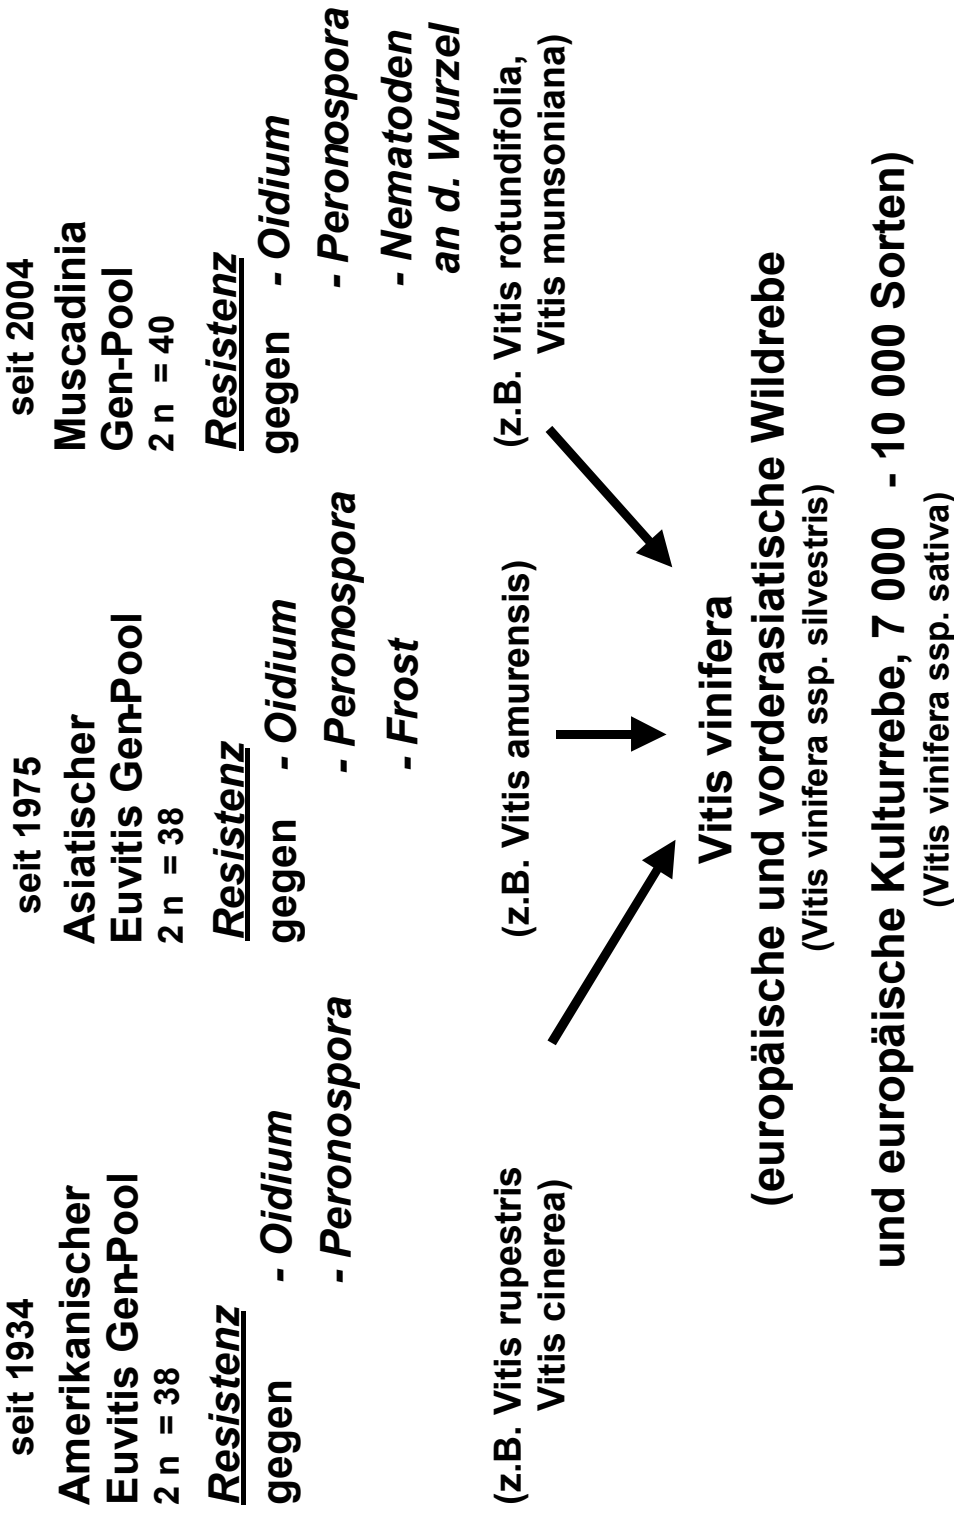 seit 1934
Amerikanischer
Euvitis Gen-Pool
2 n = 38
Resistenz
gegen - Oidium
- Peronospora
(z.B. Vitis rupestris
Vitis cinerea)
seit 1975
Asiatischer
Euvitis Gen-Pool
2 n = 38
Resistenz
gegen - Oidium
- Peronospora
- Frost
(z.B. Vitis amurensis)
seit 2004
Muscadinia
Gen-Pool
2 n = 40
Resistenz
gegen - Oidium
- Peronospora
- Nematoden
an d. Wurzel
(z.B. Vitis rotundifolia,
Vitis munsoniana)
Vitis vinifera
(europäische und vorderasiatische Wildrebe
(Vitis vinifera ssp. silvestris)
und europäische Kulturrebe, 7 000 - 10 000 Sorten)
(Vitis vinifera ssp. sativa)